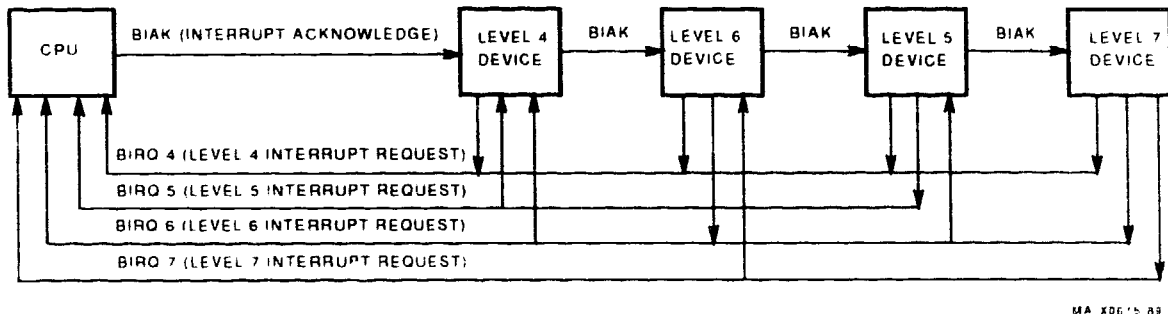 CPU
BIAK (INTERRUPT ACKNOWLEDGE)
LEVEL 4
DEVICE
BIAK
LEVEL 6
DEVICE
BIAK
LEVEL 5
DEVICE
BIAK
LEVEL 7
DEVICE
BIRQ 4 (LEVEL 4 INTERRUPT REQUEST)
BIRQ 5 (LEVEL 5 INTERRUPT REQUEST)
BIRQ 6 (LEVEL 6 INTERRUPT REQUEST)
BIRQ 7 (LEVEL 7 INTERRUPT REQUEST)